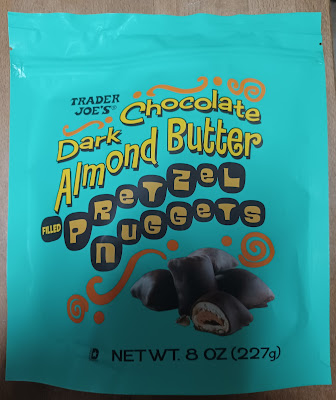 TRADER
JOE'S®
Dark Chocolate
Almond Butter
FILLED PRETZEL
NUGGETS
D NET WT. 8 OZ (227g)